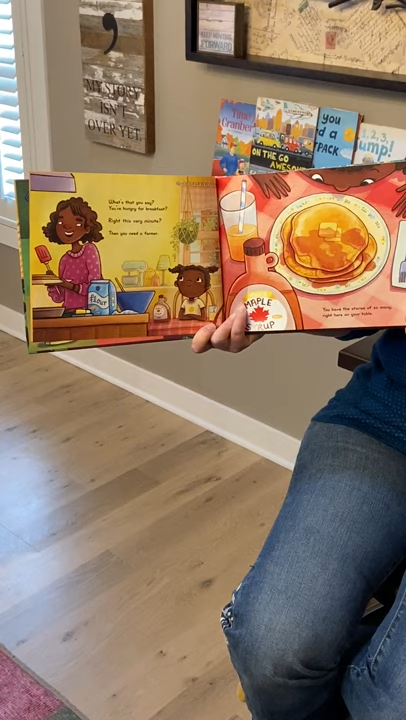 MY STORY
ISN'T
OVER YET
KEEP MOVING
FORWARD
ON THE GO
AWESOME
you
1, 2, 3,
ump!
What's that you say?
You're hungry for breakfast?
Right this very minute?
Then you need a farmer.
FLOUR
MAPLE
SYRUP
You have the stories of so many,
right here on your table.